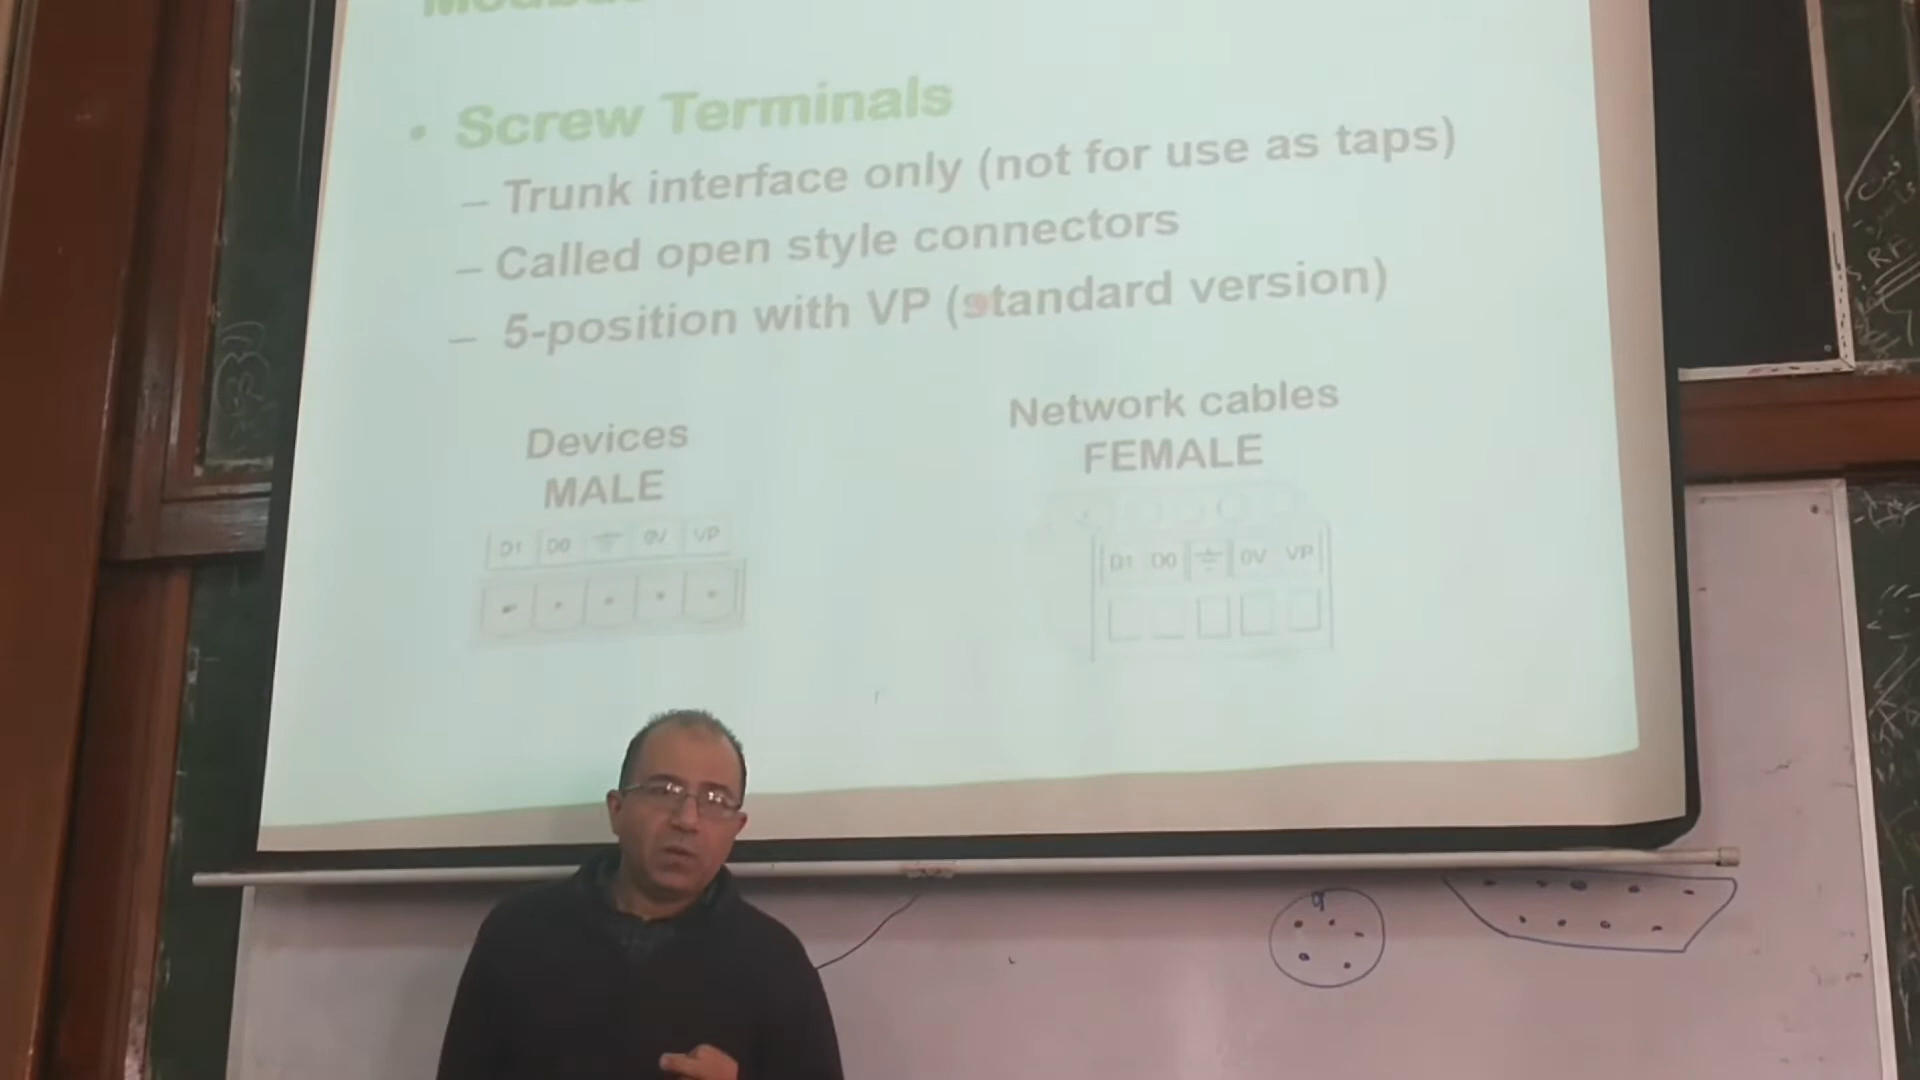 • Screw Terminals
– Trunk interface only (not for use as taps)
– Called open style connectors
– 5-position with VP (standard version)
Devices
MALE
D1 D0 0V VP
Network cables
FEMALE
D1 D0 0V VP